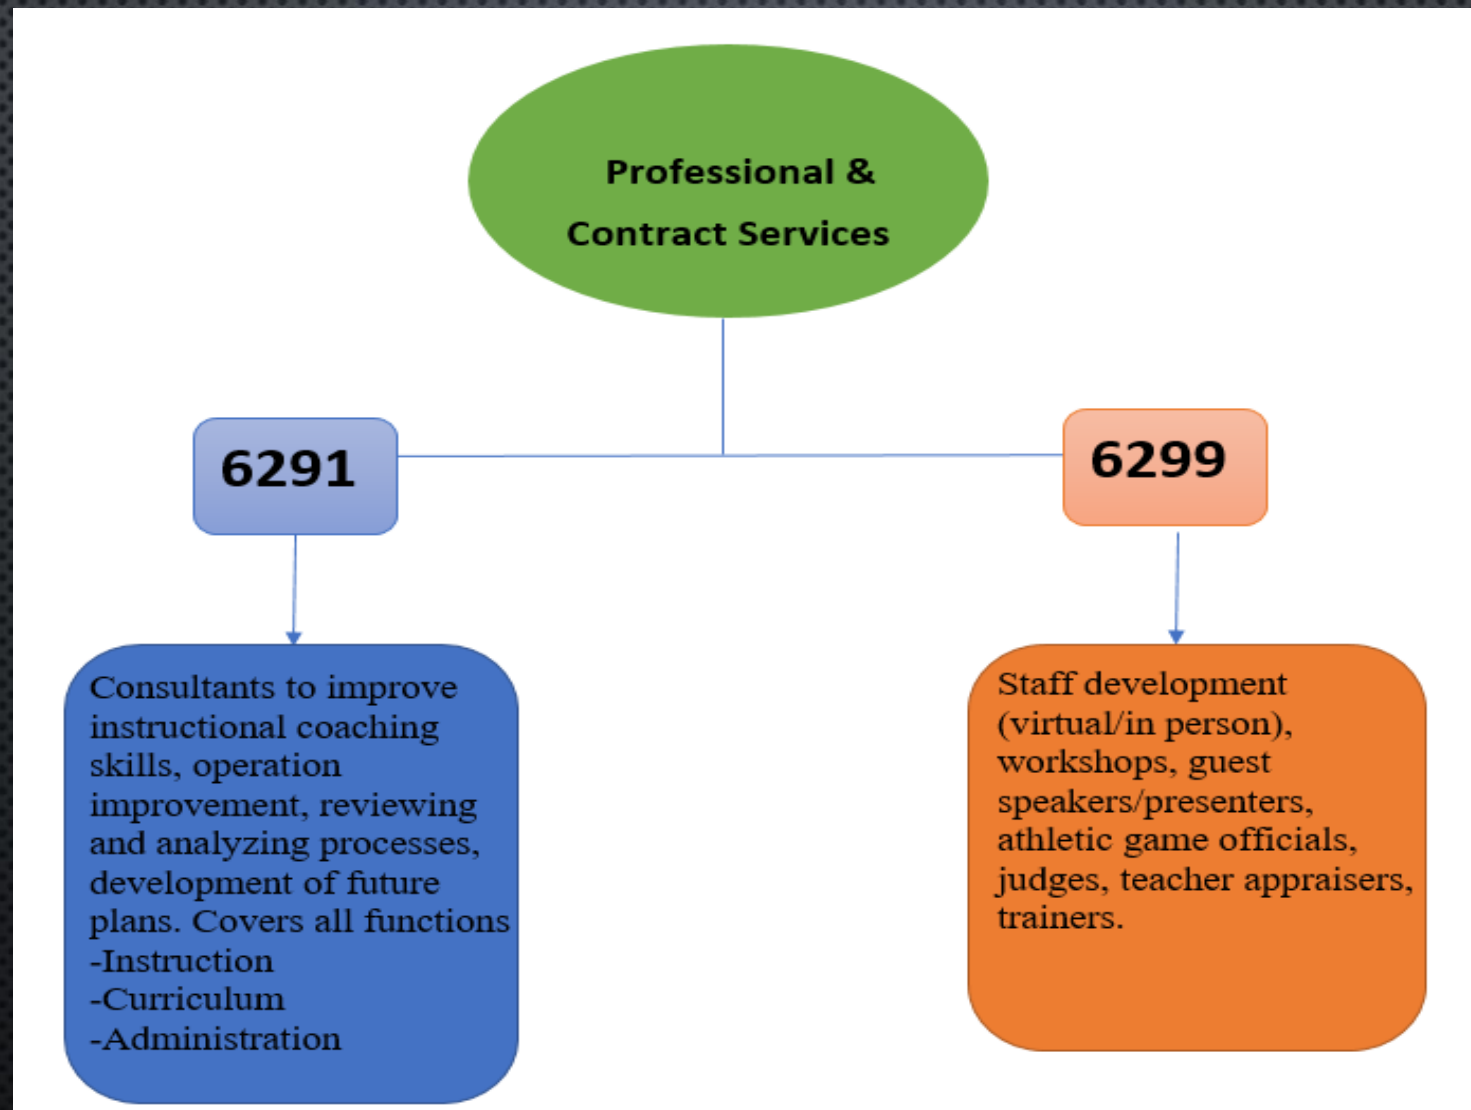 Professional &
Contract Services
6291
6299
Consultants to improve
instructional coaching
skills, operation
improvement, reviewing
and analyzing processes,
development of future
plans. Covers all functions
-Instruction
-Curriculum
-Administration
Staff development
(virtual/in person),
workshops, guest
speakers/presenters,
athletic game officials,
judges, teacher appraisers,
trainers.